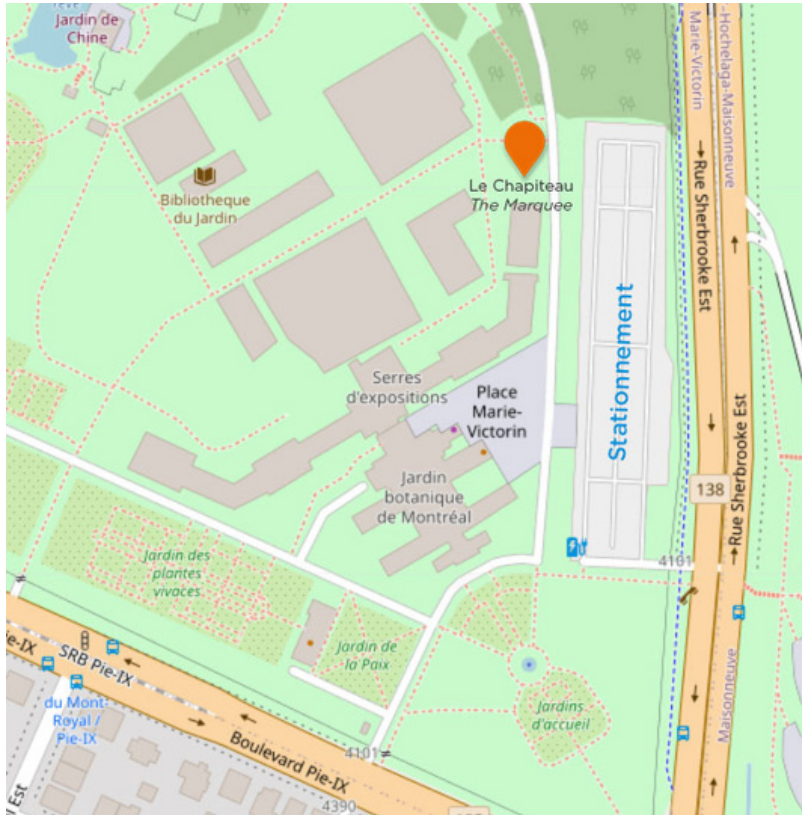 Jardin de
Chine
Marie-Victorin
-Hochelaga-Maisonneuve
Rue Sherbrooke Est
Le Chapiteau
The Marquee
Bibliotheque
du Jardin
Stationnement
Serres
d'expositions
Place
Marie-
Victorin
Rue Sherbrooke Est
138
Jardin
botanique
de Montréal
4101
Jardin des
plantes
vivaces
Jardin de
la Paix
Jardins
d'accueil
Maisonneuve
e-IX
SRB Pie-IX
du Mont-
Royal /
Pie-IX
Boulevard Pie-IX
4101
4390
Est